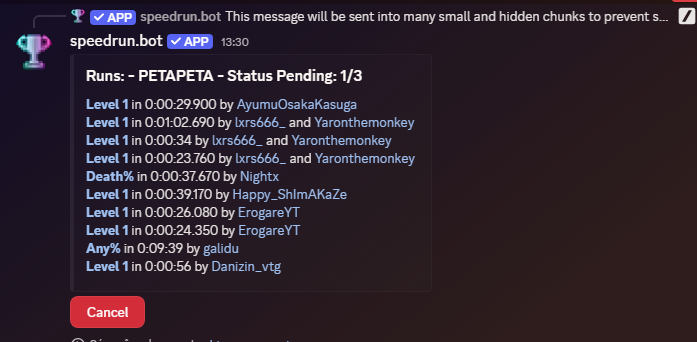 APP speedrun.bot This message will be sent into many small and hidden chunks to prevent s...
speedrun.bot APP 13:30
Runs: - PETAPETA - Status Pending: 1/3
Level 1 in 0:00:29.900 by AyumuOsakaKasuga
Level 1 in 0:01:02.690 by lxrs666_ and Yaronthemonkey
Level 1 in 0:00:34 by lxrs666_ and Yaronthemonkey
Level 1 in 0:00:23.760 by lxrs666_ and Yaronthemonkey
Death% in 0:00:37.670 by Nightx
Level 1 in 0:00:39.170 by Happy_ShImAKaZe
Level 1 in 0:00:26.080 by ErogareYT
Level 1 in 0:00:24.350 by ErogareYT
Any% in 0:09:39 by galidu
Level 1 in 0:00:56 by Danizin_vtg
Cancel